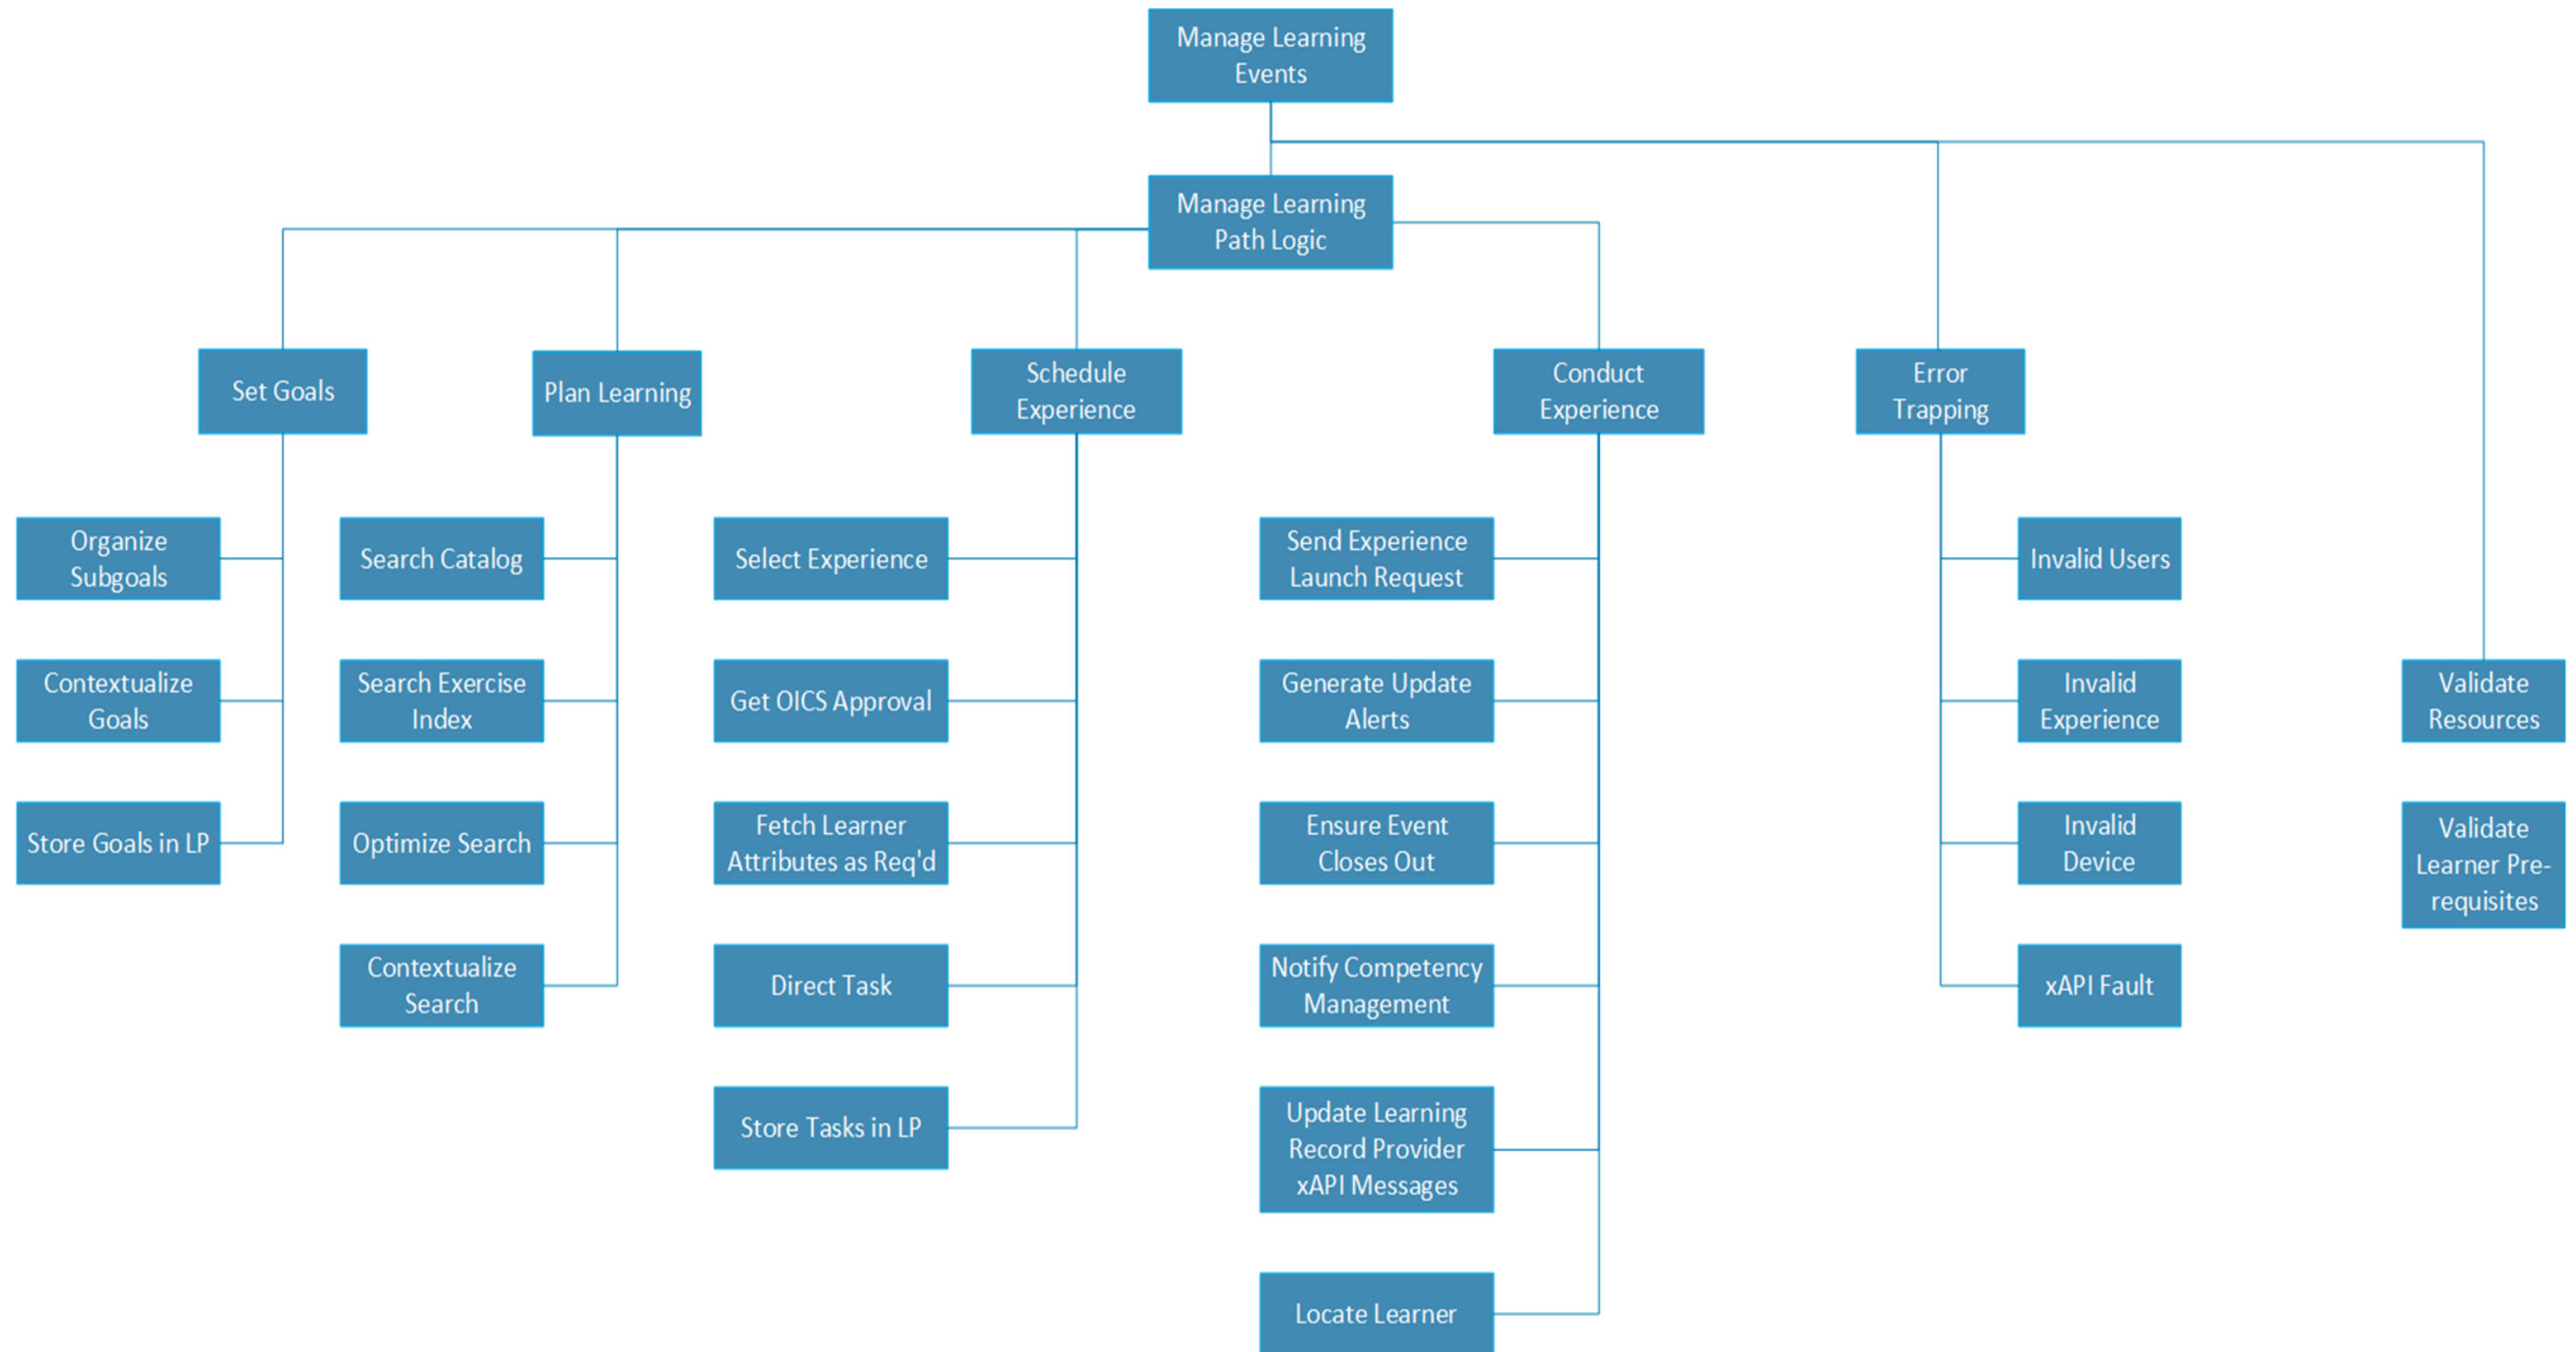 Manage Learning
Events
Manage Learning
Path Logic
Set Goals
Plan Learning
Schedule
Experience
Conduct
Experience
Error
Trapping
Organize
Subgoals
Contextualize
Goals
Store Goals in LP
Search Catalog
Search Exercise
Index
Optimize Search
Contextualize
Search
Select Experience
Get OICS Approval
Fetch Learner
Attributes as Req'd
Direct Task
Store Tasks in LP
Send Experience
Launch Request
Generate Update
Alerts
Ensure Event
Closes Out
Notify Competency
Management
Update Learning
Record Provider
xAPI Messages
Locate Learner
Invalid Users
Invalid
Experience
Invalid
Device
xAPI Fault
Validate
Resources
Validate
Learner Pre-
requisites